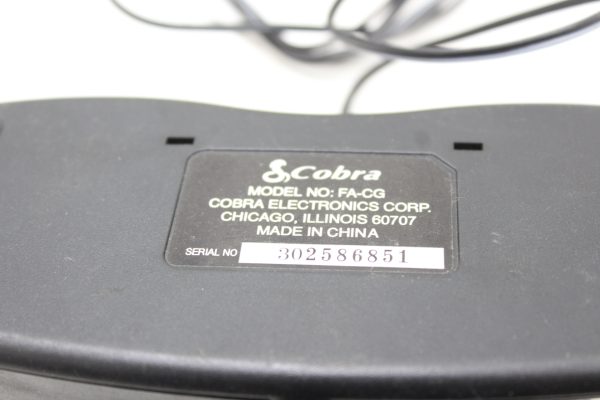 Cobra
MODEL NO: FA-CG
COBRA ELECTRONICS CORP.
CHICAGO, ILLINOIS 60707
MADE IN CHINA
SERIAL NO 302586851